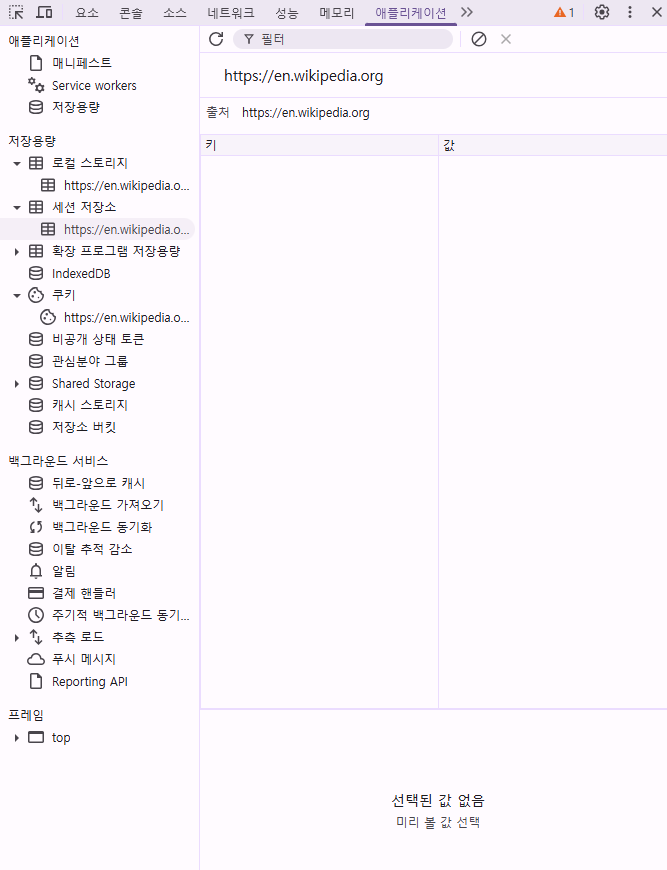 요소 콘솔 소스 네트워크 성능 메모리 애플리케이션 1
애플리케이션
매니페스트
Service workers
저장용량
저장용량
로컬 스토리지
https://en.wikipedia.o...
세션 저장소
https://en.wikipedia.o...
확장 프로그램 저장용량
IndexedDB
쿠키
https://en.wikipedia.o...
비공개 상태 토큰
관심분야 그룹
Shared Storage
캐시 스토리지
저장소 버킷
백그라운드 서비스
뒤로-앞으로 캐시
백그라운드 가져오기
백그라운드 동기화
이탈 추적 감소
알림
결제 핸들러
주기적 백그라운드 동기...
추측 로드
푸시 메시지
Reporting API
프레임
top
필터
https://en.wikipedia.org
출처 https://en.wikipedia.org
키 값
선택된 값 없음
미리 볼 값 선택